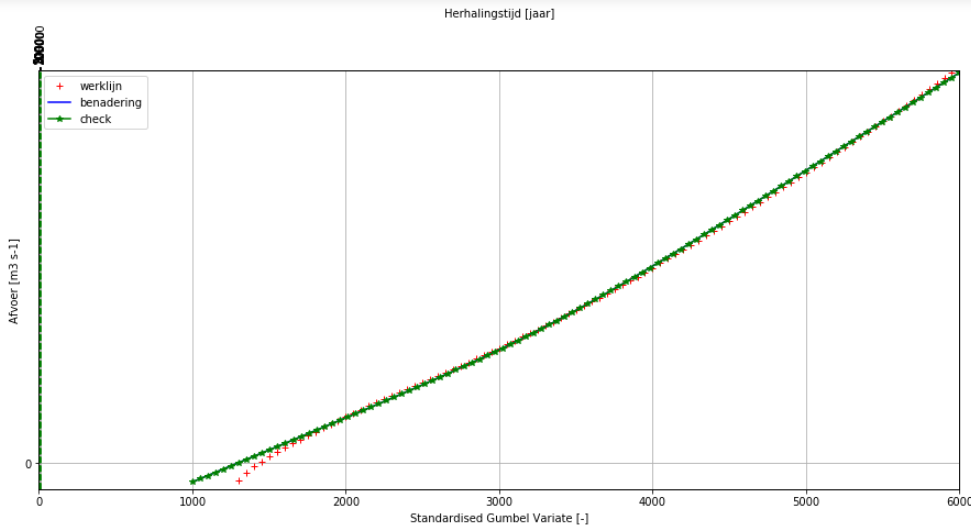 Herhalingstijd [jaar]
werklijn
benadering
check
Afvoer [m3 s-1]
0
0 1000 2000 3000 4000 5000 6000
Standardised Gumbel Variate [-]